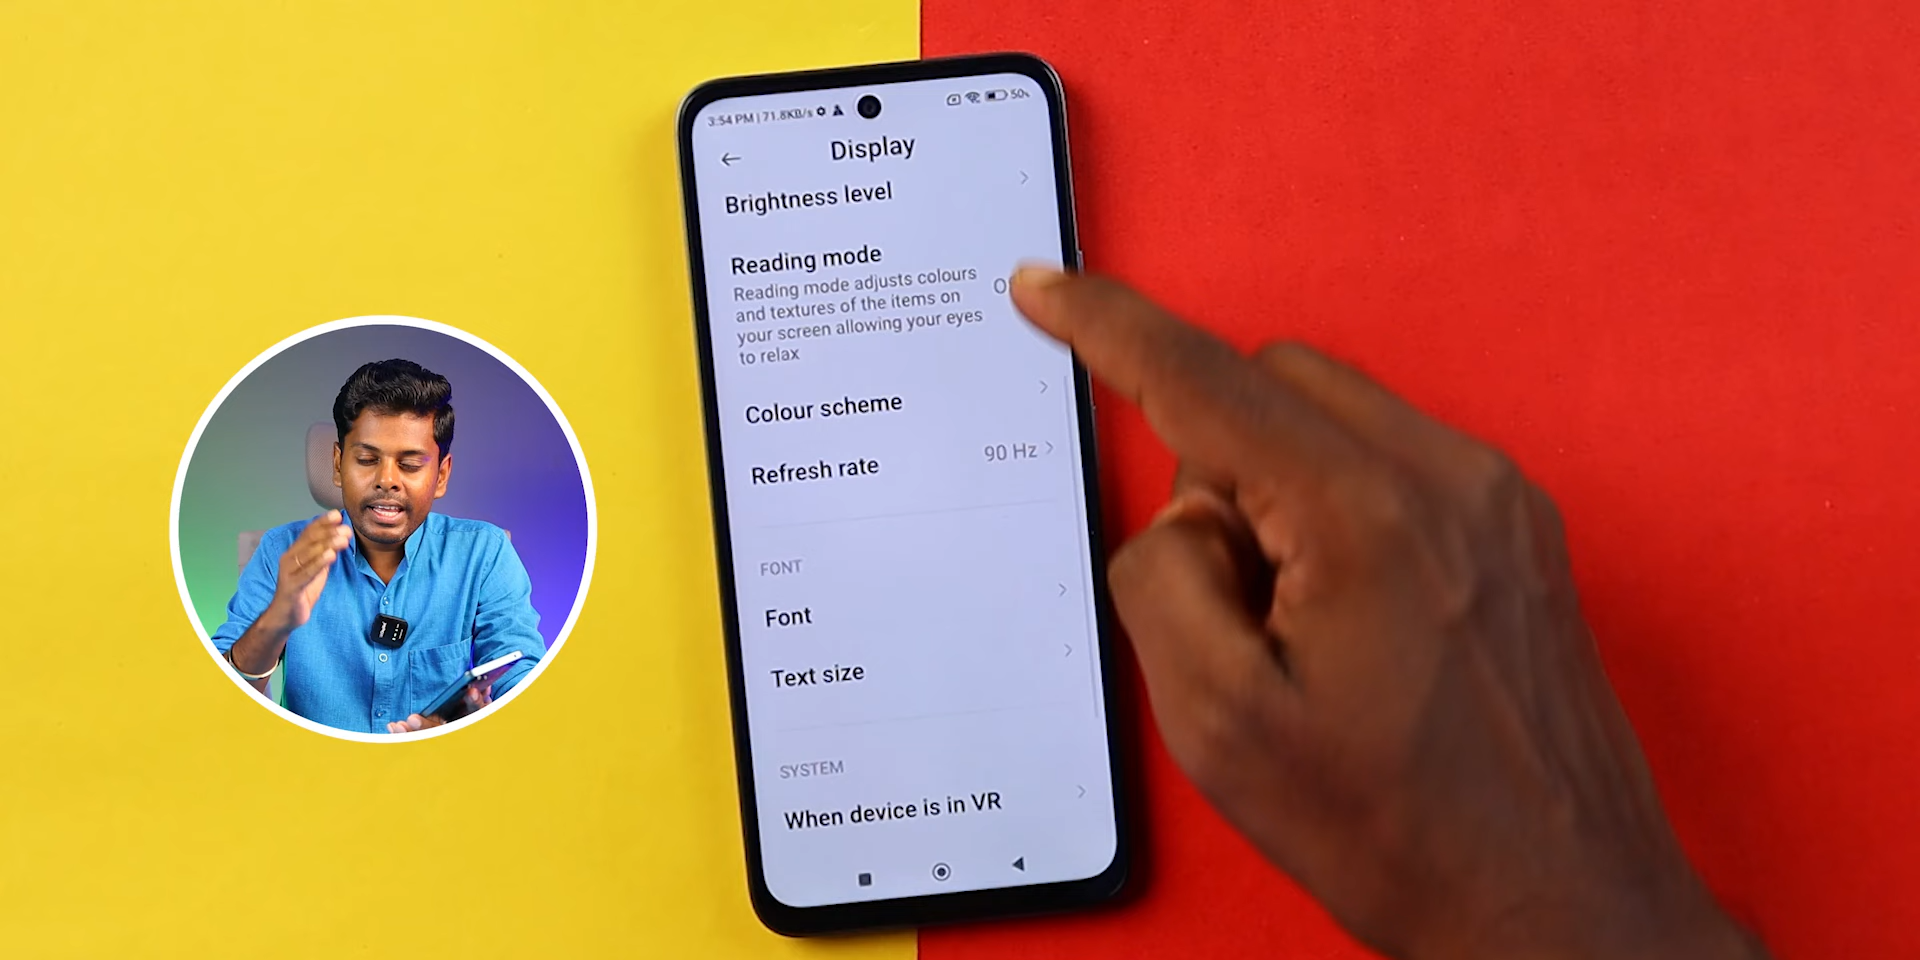 3:54 PM | 71.8KB/s
50%
Display
Brightness level
Reading mode
Reading mode adjusts colours
and textures of the items on
your screen allowing your eyes
to relax
Colour scheme
Refresh rate 90 Hz
FONT
Font
Text size
SYSTEM
When device is in VR